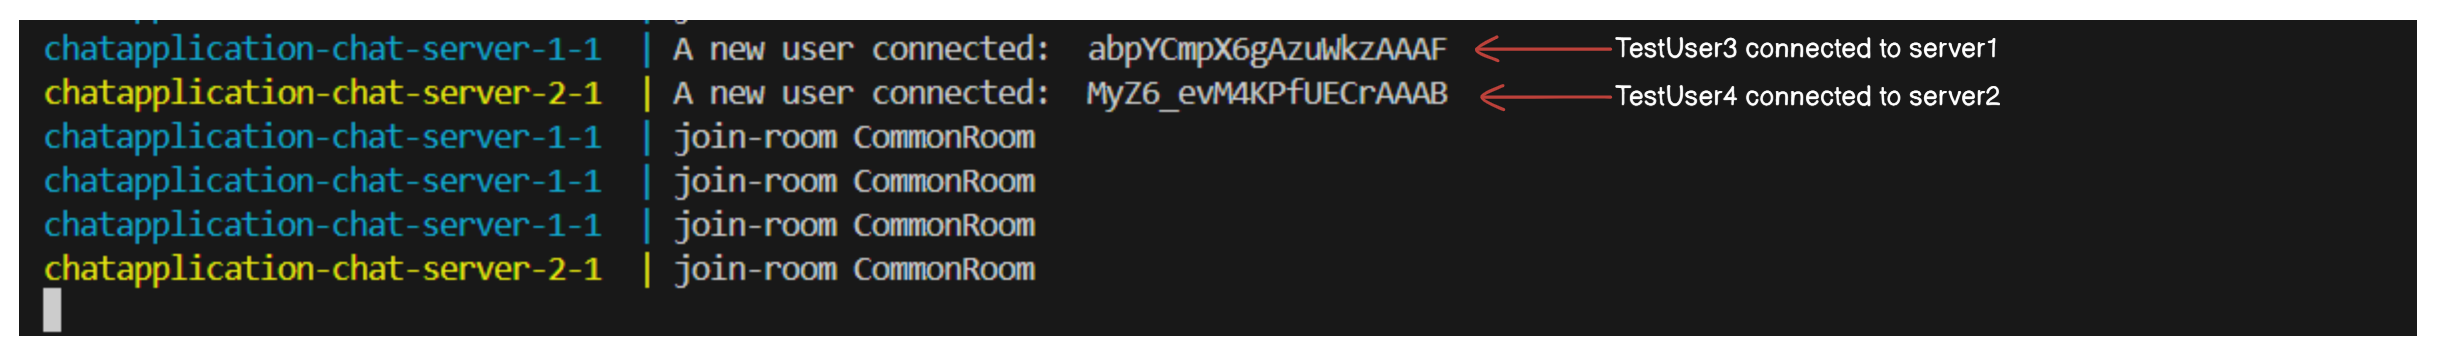 chatapplication-chat-server-1-1 | A new user connected: abpYCmpX6gAzuWkzAAAF TestUser3 connected to server1
chatapplication-chat-server-2-1 | A new user connected: MyZ6_evM4KPfUECrAAAB TestUser4 connected to server2
chatapplication-chat-server-1-1 | join-room CommonRoom
chatapplication-chat-server-1-1 | join-room CommonRoom
chatapplication-chat-server-1-1 | join-room CommonRoom
chatapplication-chat-server-2-1 | join-room CommonRoom